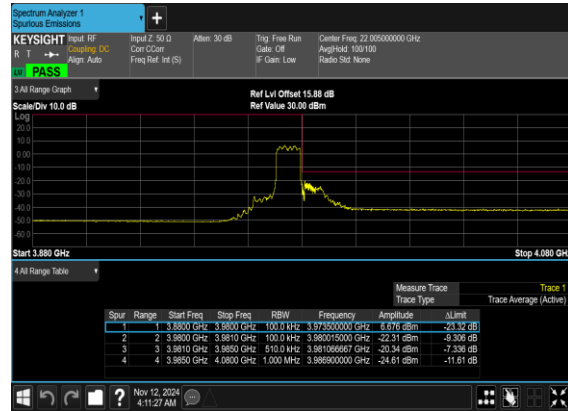 Spectrum Analyzer 1
Spurious Emissions
+
KEYSIGHT Input: RF Input Z: 50 Ω Atten: 30 dB Trig: Free Run Center Freq: 22.005000000 GHz
R T Coupling: DC Corr CCorr Gate: Off Avg|Hold: 100/100
Align: Auto Freq Ref: Int (S) IF Gain: Low Radio Std: None
PASS
3 All Range Graph
Ref Lvl Offset 15.88 dB
Scale/Div 10.0 dB Ref Value 30.00 dBm
Log
20.0
10.0
0.00
-10.0
-20.0
-30.0
-40.0
-50.0
-60.0
Start 3.880 GHz Stop 4.080 GHz
4 All Range Table
Measure Trace Trace 1
Trace Type Trace Average (Active)
Spur Range Start Freq Stop Freq RBW Frequency Amplitude ΔLimit
1 1 3.8800 GHz 3.9800 GHz 100.0 kHz 3.973500000 GHz 6.676 dBm -23.32 dB
2 2 3.9800 GHz 3.9810 GHz 100.0 kHz 3.980015000 GHz -22.31 dBm -9.306 dB
3 3 3.9810 GHz 3.9850 GHz 510.0 kHz 3.981066667 GHz -20.34 dBm -7.336 dB
4 4 3.9850 GHz 4.0800 GHz 1.000 MHz 3.986900000 GHz -24.61 dBm -11.61 dB
?
Nov 12, 2024
4:11:27 AM